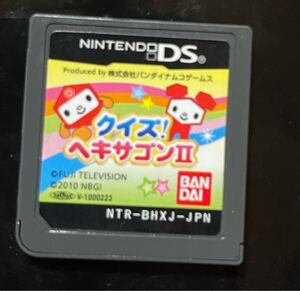 NINTENDO DS
Produced by 株式会社バンダイナムコゲームス
クイズ!
ヘキサゴンII
©FUJI TELEVISION
©2010 NBGI
V-1000223
BAN
DAI
NTR-BHXJ-JPN